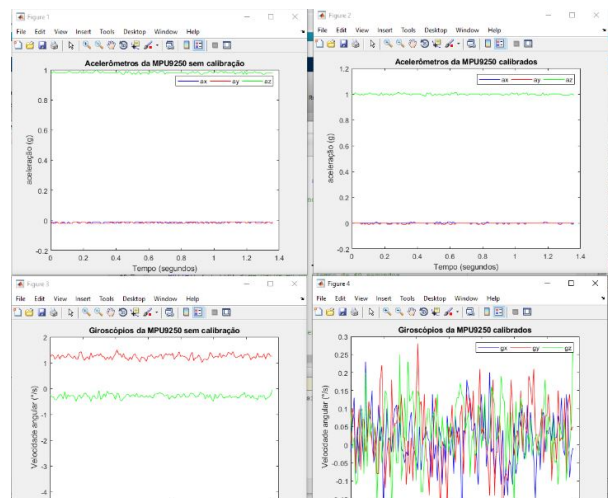 Figure 1
File Edit View Insert Tools Desktop Window Help
Acelerômetros da MPU9250 sem calibração
ax ay az
aceleração (g)
1
0.8
0.6
0.4
0.2
0
-0.2
0 0.2 0.4 0.6 0.8 1 1.2 1.4
Tempo (segundos)
Figure 2
File Edit View Insert Tools Desktop Window Help
Acelerômetros da MPU9250 calibrados
ax ay az
aceleração (g)
1.2
1
0.8
0.6
0.4
0.2
0
-0.2
0 0.2 0.4 0.6 0.8 1 1.2 1.4
Tempo (segundos)
Figure 3
File Edit View Insert Tools Desktop Window Help
Giroscópios da MPU9250 sem calibração
Velocidade angular (°/s)
2
1
0
-1
-2
-3
-4
Figure 4
File Edit View Insert Tools Desktop Window Help
Giroscópios da MPU9250 calibrados
gx gy gz
Velocidade angular (°/s)
0.3
0.25
0.2
0.15
0.1
0.05
0
-0.05
-0.1